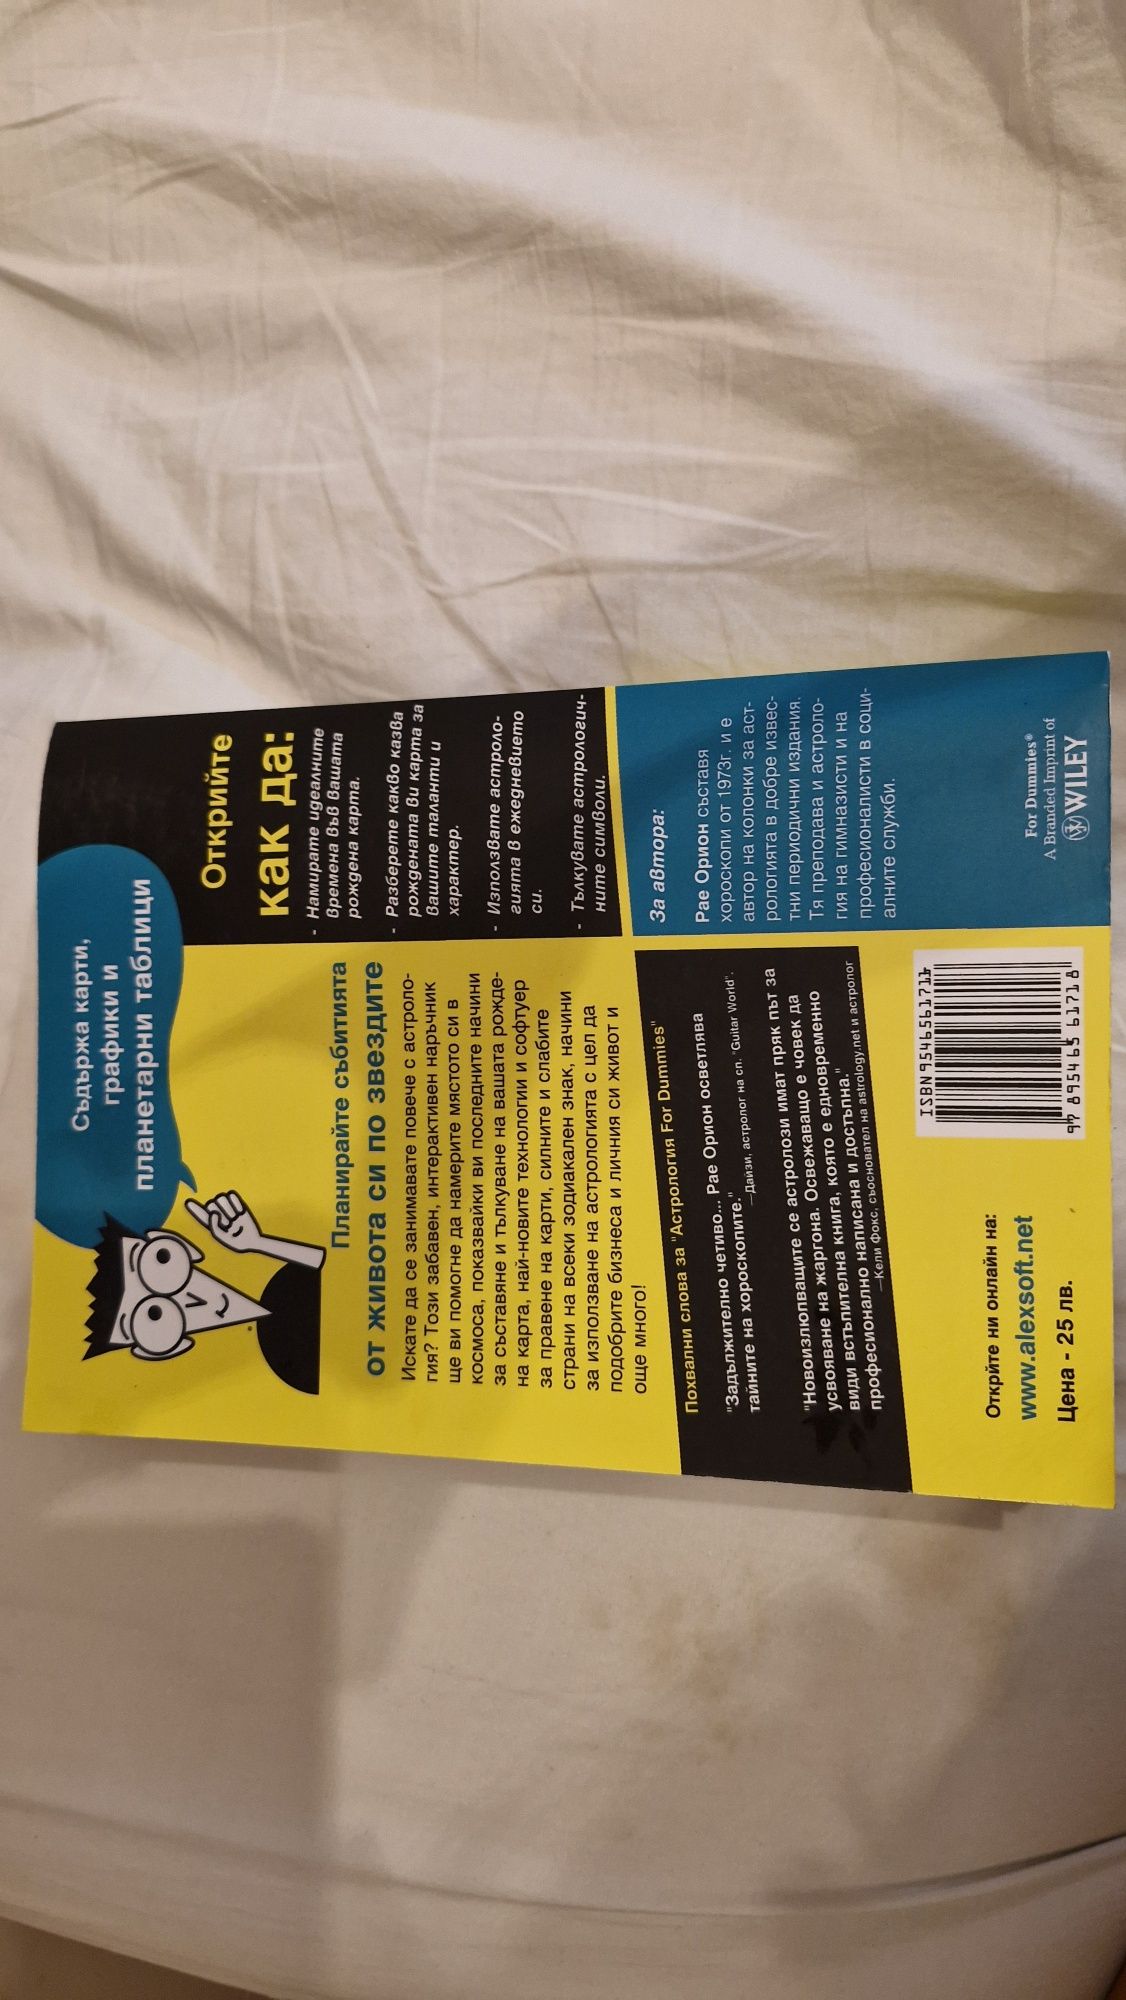 Съдържа карти,
графики и
планетарни таблици
Планирайте събитията
от живота си по звездите
Искате да се занимавате повече с астроло-
гия? Този забавен, интерактивен наръчник
ще ви помогне да намерите мястото си в
космоса, показвайки ви последните начини
за съставяне и тълкуване на вашата рожде-
на карта, най-новите технологии и софтуер
за правене на карти, силните и слабите
страни на всеки зодиакален знак, начини
за използване на астрологията с цел да
подобрите бизнеса и личния си живот и
още много!
Открийте
как да:
- Намирате идеалните
времена във вашата
рождена карта.
- Разберете какво казва
рождената ви карта за
вашите таланти и
характер.
- Използвате астроло-
гията в ежедневието
си.
- Тълкувате астрологич-
ните символи.
Похвални слова за "Астрология For Dummies"
"Задължително четиво... Рае Орион осветлява
тайните на хороскопите."
—Дайзи, астролог на сп. "Guitar World".
"Новоизлюпващите се астролози имат пряк път за
усвояване на жаргона. Освежаващо е човек да
види встъпителна книга, която е едновременно
професионално написана и достъпна."
—Кели Фокс, съосновател на astrology.net и астролог
За автора:
Рае Орион съставя
хороскопи от 1973г. и е
автор на колонки за аст-
рологията в добре извес-
тни периодични издания.
Тя преподава и астроло-
гия на гимназисти и на
професионалисти в соци-
алните служби.
Открйте ни онлайн на:
www.alexsoft.net
Цена - 25 лв.
ISBN 9546561711
9 789546 561718
For Dummies®
A Branded Imprint of
WILEY